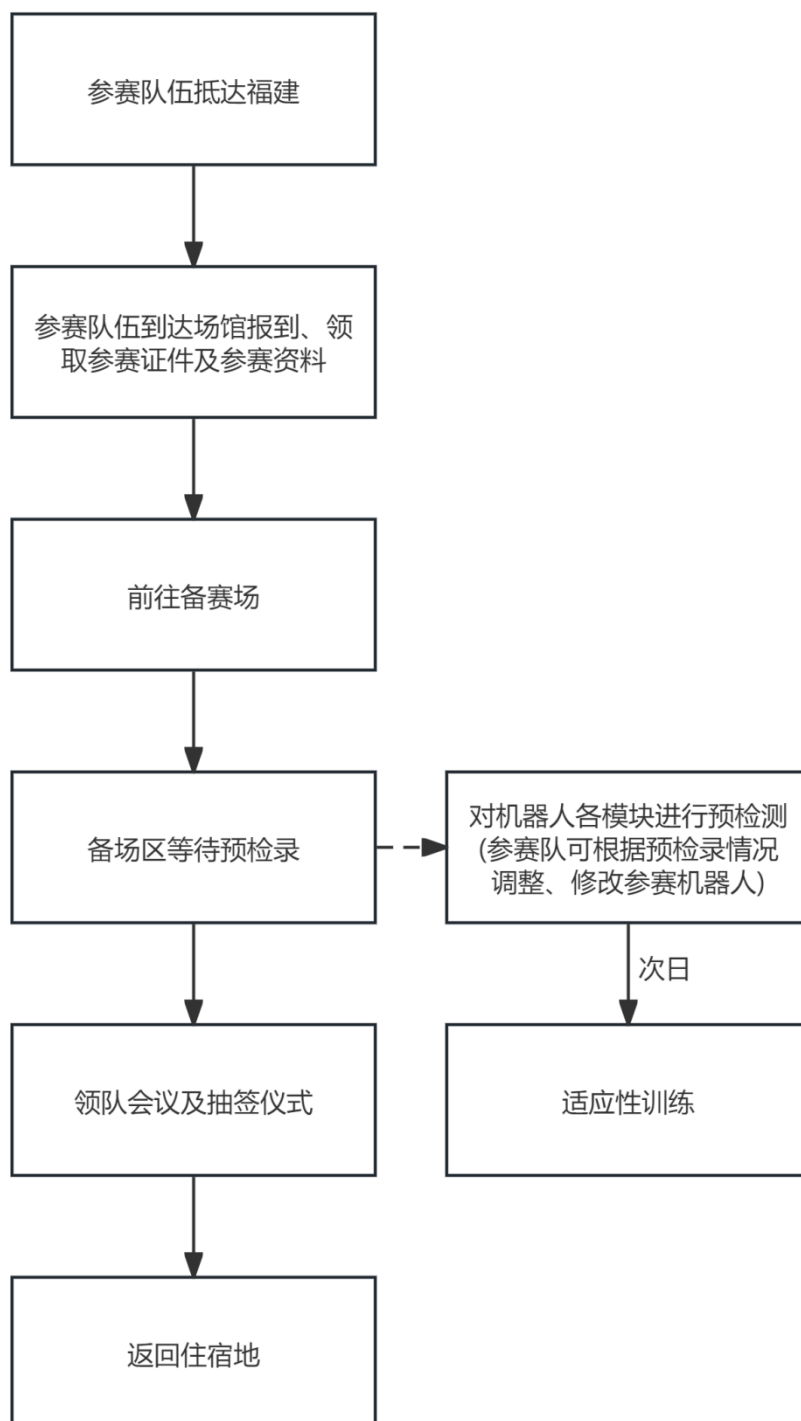 参赛队伍抵达福建
参赛队伍到达场馆报到、领
取参赛证件及参赛资料
前往备赛场
备场区等待预检录
对机器人各模块进行预检测
(参赛队可根据预检录情况
调整、修改参赛机器人)
次日
领队会议及抽签仪式
适应性训练
返回住宿地